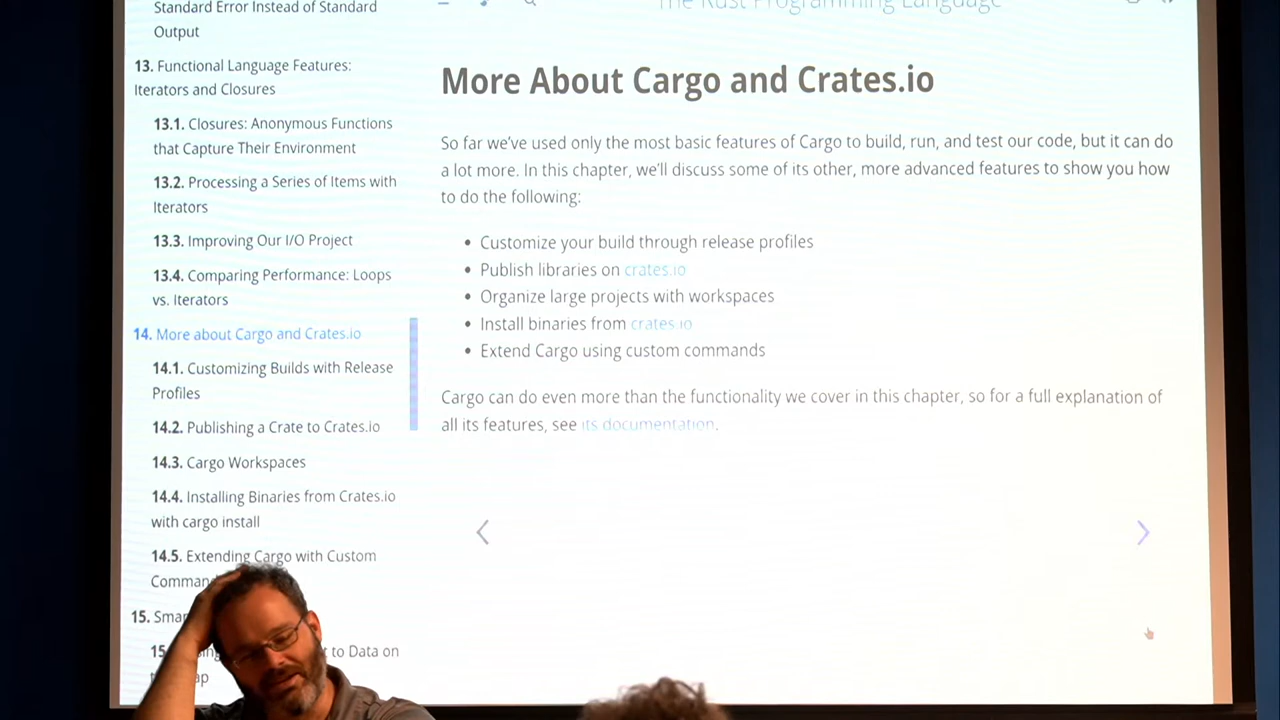 Standard Error Instead of Standard
Output
The Rust Programming Language
13. Functional Language Features:
Iterators and Closures
13.1. Closures: Anonymous Functions
that Capture Their Environment
13.2. Processing a Series of Items with
Iterators
13.3. Improving Our I/O Project
13.4. Comparing Performance: Loops
vs. Iterators
14. More about Cargo and Crates.io
14.1. Customizing Builds with Release
Profiles
14.2. Publishing a Crate to Crates.io
14.3. Cargo Workspaces
14.4. Installing Binaries from Crates.io
with cargo install
14.5. Extending Cargo with Custom
15.
to Data on
More About Cargo and Crates.io
So far we've used only the most basic features of Cargo to build, run, and test our code, but it can do
a lot more. In this chapter, we'll discuss some of its other, more advanced features to show you how
to do the following:
• Customize your build through release profiles
• Publish libraries on crates.io
• Organize large projects with workspaces
• Install binaries from crates.io
• Extend Cargo using custom commands
Cargo can do even more than the functionality we cover in this chapter, so for a full explanation of
all its features, see its documentation.